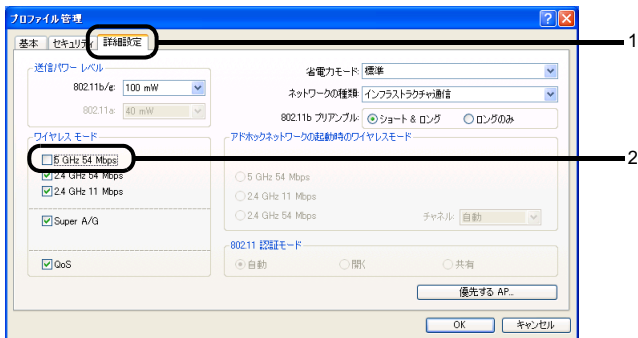 プロファイル管理
基本 セキュリティ 詳細設定
1
送信パワー レベル
802.11b/g: 100 mW
802.11a: 40 mW
省電力モード: 標準
ネットワークの種類: インフラストラクチャ通信
802.11b プリアンブル: ショート & ロング ロングのみ
ワイヤレス モード
5 GHz 54 Mbps
2
2.4 GHz 54 Mbps
2.4 GHz 11 Mbps
Super A/G
QoS
アドホックネットワークの起動時のワイヤレスモード
5 GHz 54 Mbps
2.4 GHz 11 Mbps
2.4 GHz 54 Mbps
チャネル: 自動
802.11 認証モード
自動 開く 共有
優先する AP...
OK キャンセル